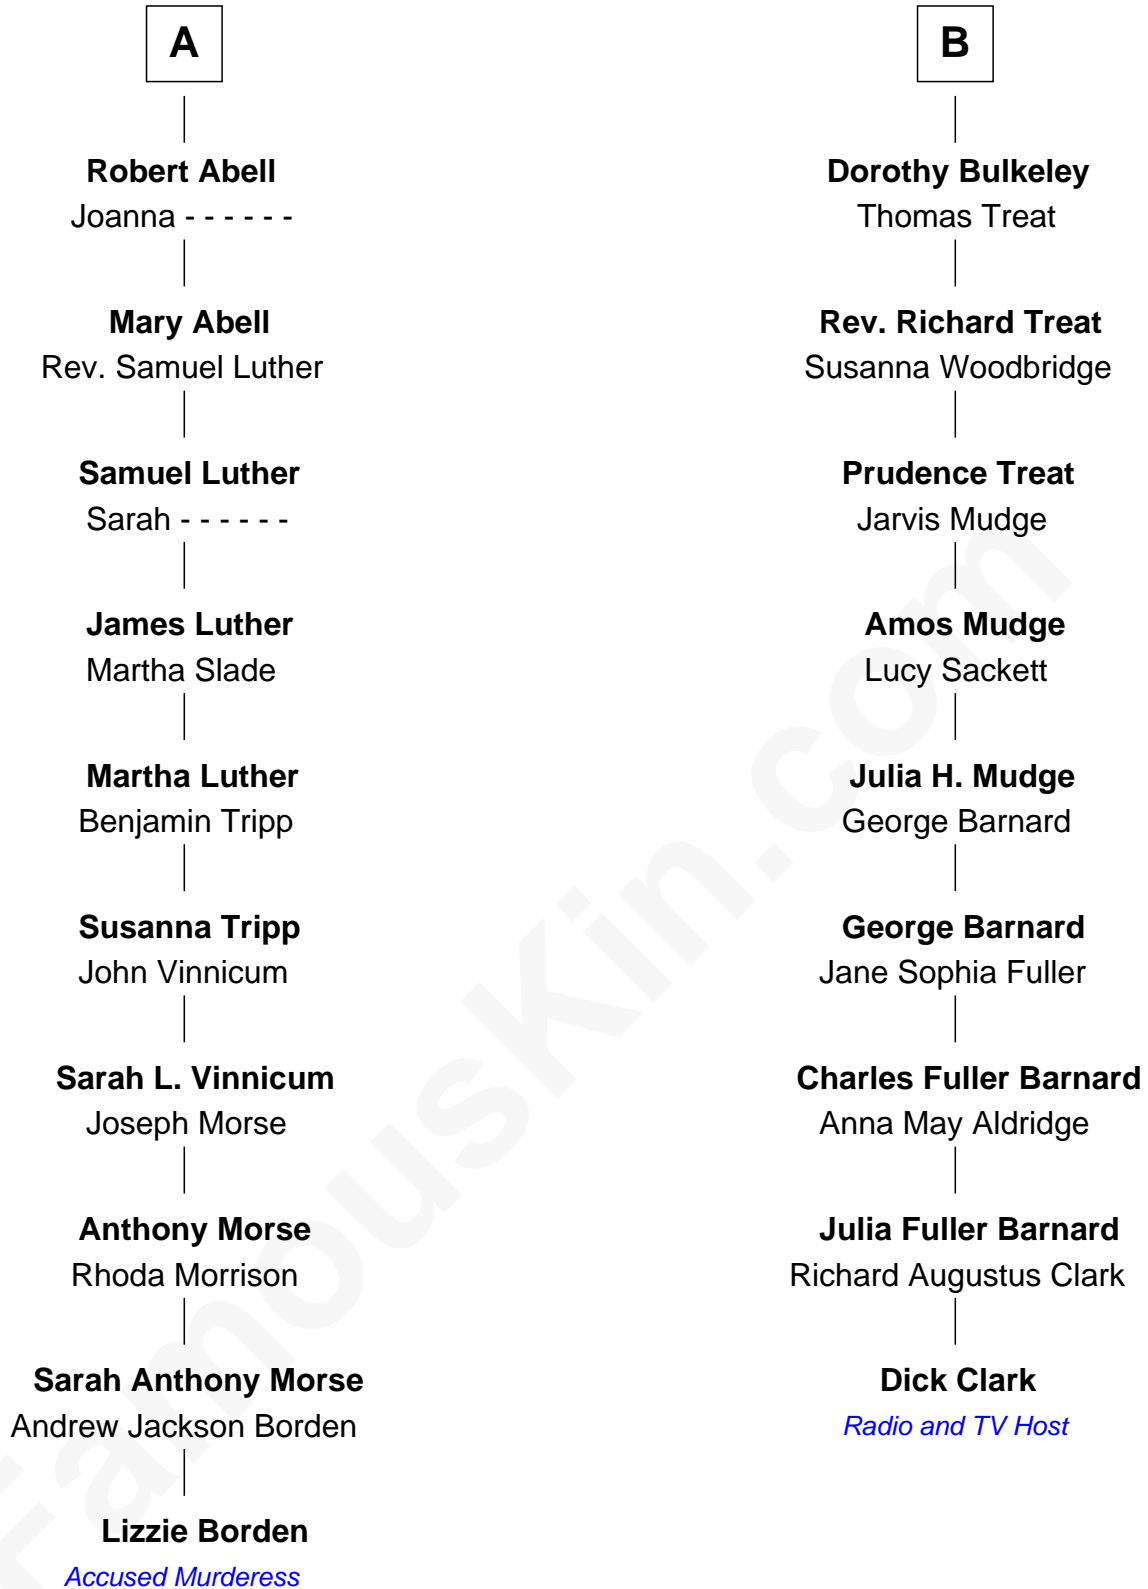 A
Robert Abell
Joanna - - - - - -
Mary Abell
Rev. Samuel Luther
Samuel Luther
Sarah - - - - - -
James Luther
Martha Slade
Martha Luther
Benjamin Tripp
Susanna Tripp
John Vinnicum
Sarah L. Vinnicum
Joseph Morse
Anthony Morse
Rhoda Morrison
Sarah Anthony Morse
Andrew Jackson Borden
Lizzie Borden
Accused Murderess
B
Dorothy Bulkeley
Thomas Treat
Rev. Richard Treat
Susanna Woodbridge
Prudence Treat
Jarvis Mudge
Amos Mudge
Lucy Sackett
Julia H. Mudge
George Barnard
George Barnard
Jane Sophia Fuller
Charles Fuller Barnard
Anna May Aldridge
Julia Fuller Barnard
Richard Augustus Clark
Dick Clark
Radio and TV Host
FamousKin.com